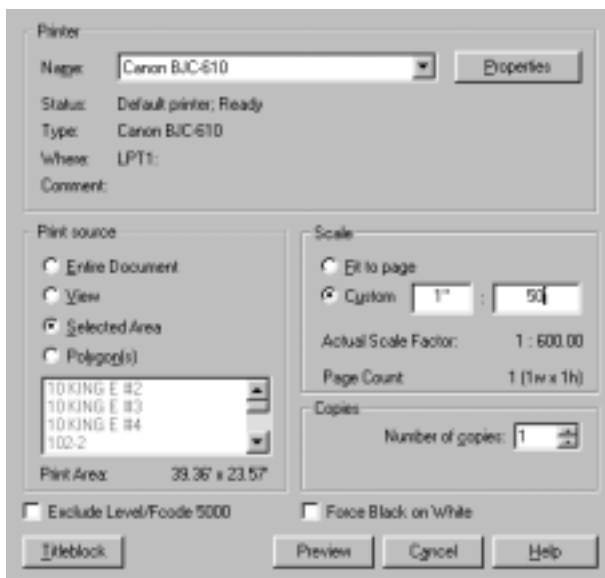 Printer
Name: Canon BJC-610 Properties
Status: Default printer; Ready
Type: Canon BJC-610
Where: LPT1:
Comment:
Print source
Entire Document
View
Selected Area
Polygon(s)
10 KING E #2
10 KING E #3
10 KING E #4
102-2
Print Area: 39.36' x 23.57'
Scale
Fit to page
Custom 1" : 50
Actual Scale Factor: 1 : 600.00
Page Count 1 (1w x 1h)
Copies
Number of copies: 1
Exclude Level/Fcode 5000
Force Black on White
Titleblock Preview Cancel Help